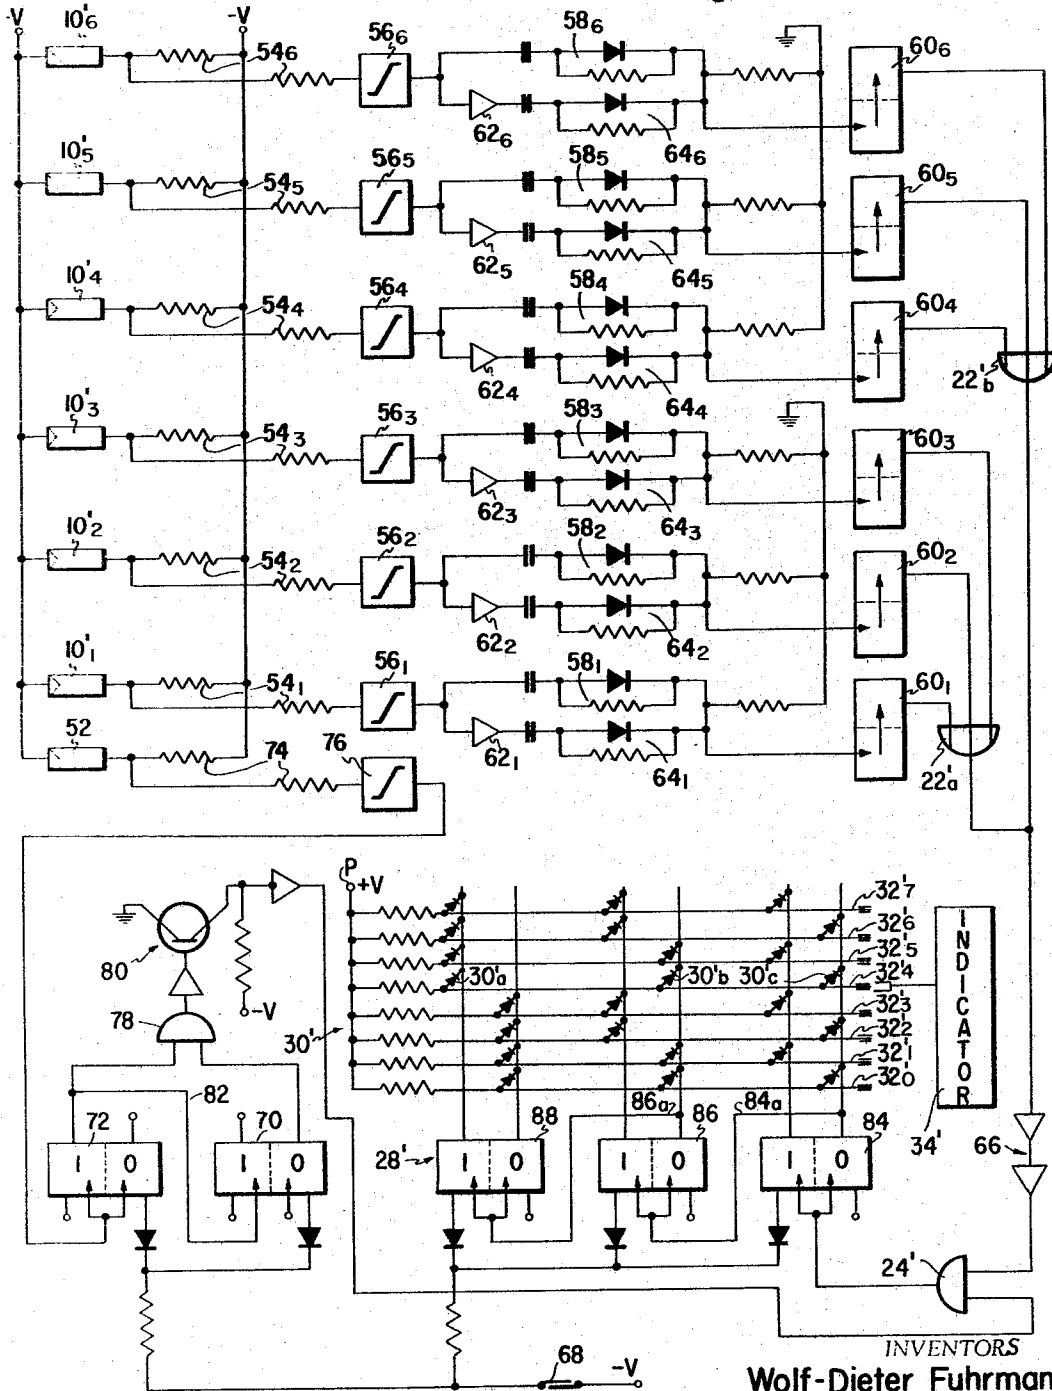 -V 10'6 -V 54₆ 56₆ 58₆ 60₆
62₆ 64₆
10'5 54₅ 56₅ 58₅ 60₅
62₅ 64₅
10'4 54₄ 56₄ 58₄ 60₄
62₄ 64₄ 22'b
10'3 54₃ 56₃ 58₃ 60₃
62₃ 64₃
10'2 54₂ 56₂ 58₂ 60₂
62₂ 64₂
10'1 54₁ 56₁ 58₁ 60₁
52 74 76 62₁ 64₁ 22'a
P +V 32'7
32'6
80 32'5
30'a 30'b 30'c 32'4
78 -V 32'3
30' 32'2
32'1
82 32'0
INDICATOR
86a 84a
72 70 88 86 84 34' 66
1 0 1 0 28' 1 0 1 0 1 0
24'
INVENTORS
68 -V
Wolf-Dieter Fuhrman